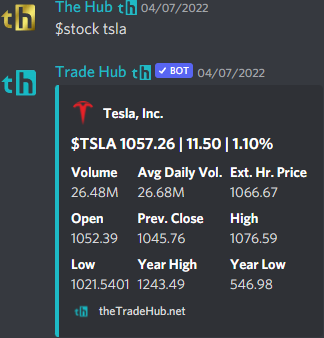 The Hub th 04/07/2022
$stock tsla
th
Trade Hub th ✓ BOT 04/07/2022
th
Tesla, Inc.
$TSLA 1057.26 | 11.50 | 1.10%
Volume Avg Daily Vol. Ext. Hr. Price
26.48M 26.68M 1066.67
Open Prev. Close High
1052.39 1045.76 1076.59
Low Year High Year Low
1021.5401 1243.49 546.98
th theTradeHub.net